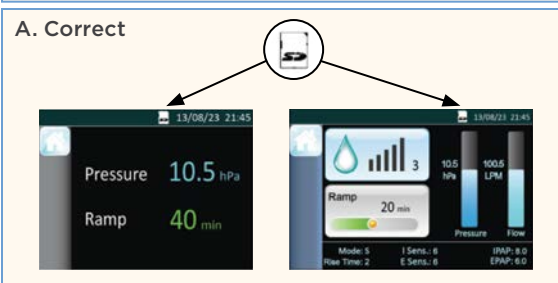 A. Correct
13/08/23 21:45
Pressure 10.5 hPa
Ramp 40 min
13/08/23 21:45
3
10.5 hPa
100.5 LPM
Ramp
20 min
Pressure Flow
Mode: S I Sens.: 6 IPAP: 8.0
Rise Time: 2 E Sens.: 6 EPAP: 6.0